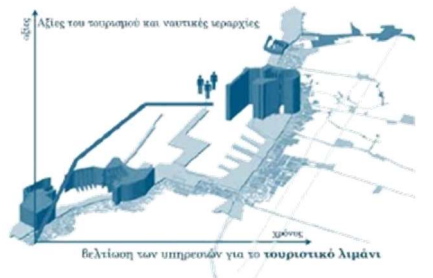 αξίες
Αξίες του τουρισμού και ναυτικές ιεραρχίες
χρόνος
βελτίωση των υπηρεσιών για το τουριστικό λιμάνι